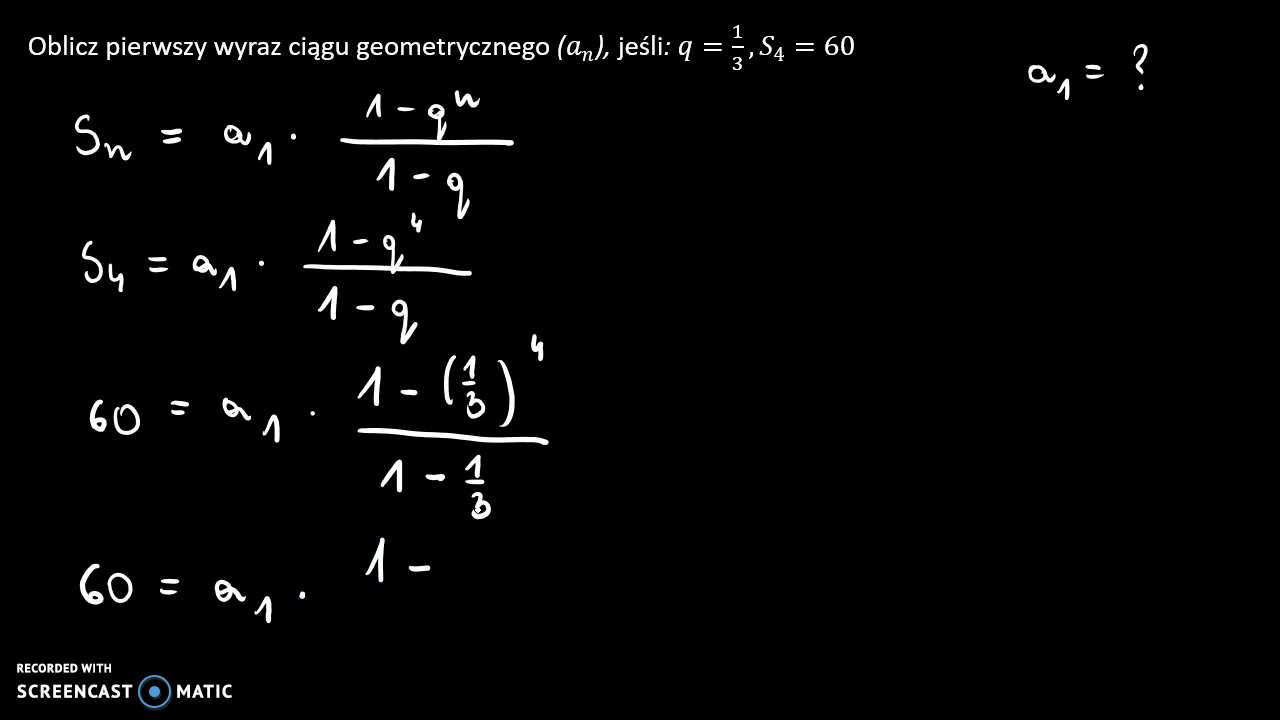 Oblicz pierwszy wyraz ciągu geometrycznego (aₙ), jeśli: q = 1/3, S₄ = 60
a₁ = ?
Sₙ = a₁ · (1 - qⁿ)/(1 - q)
S₄ = a₁ · (1 - q⁴)/(1 - q)
60 = a₁ · (1 - (1/3)⁴)/(1 - 1/3)
60 = a₁ · 1 -
RECORDED WITH
SCREENCAST MATIC